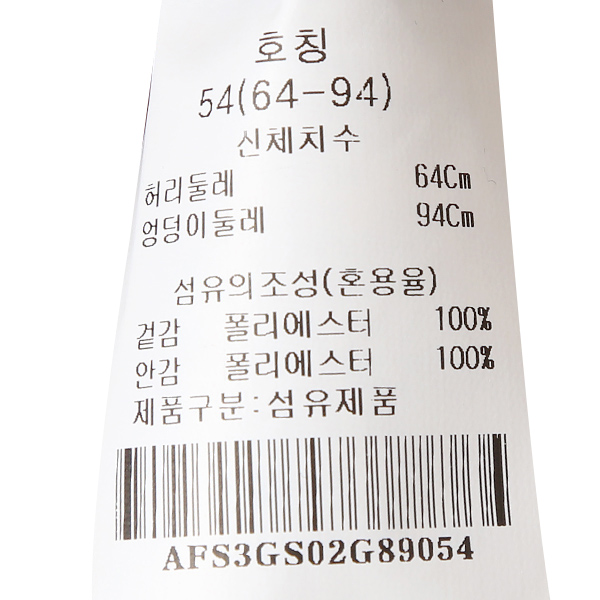 호칭
54(64-94)
신체치수
허리둘레 64Cm
엉덩이둘레 94Cm
섬유의조성(혼용율)
겉감 폴리에스터 100%
안감 폴리에스터 100%
제품구분:섬유제품
AFS3GS02G89054